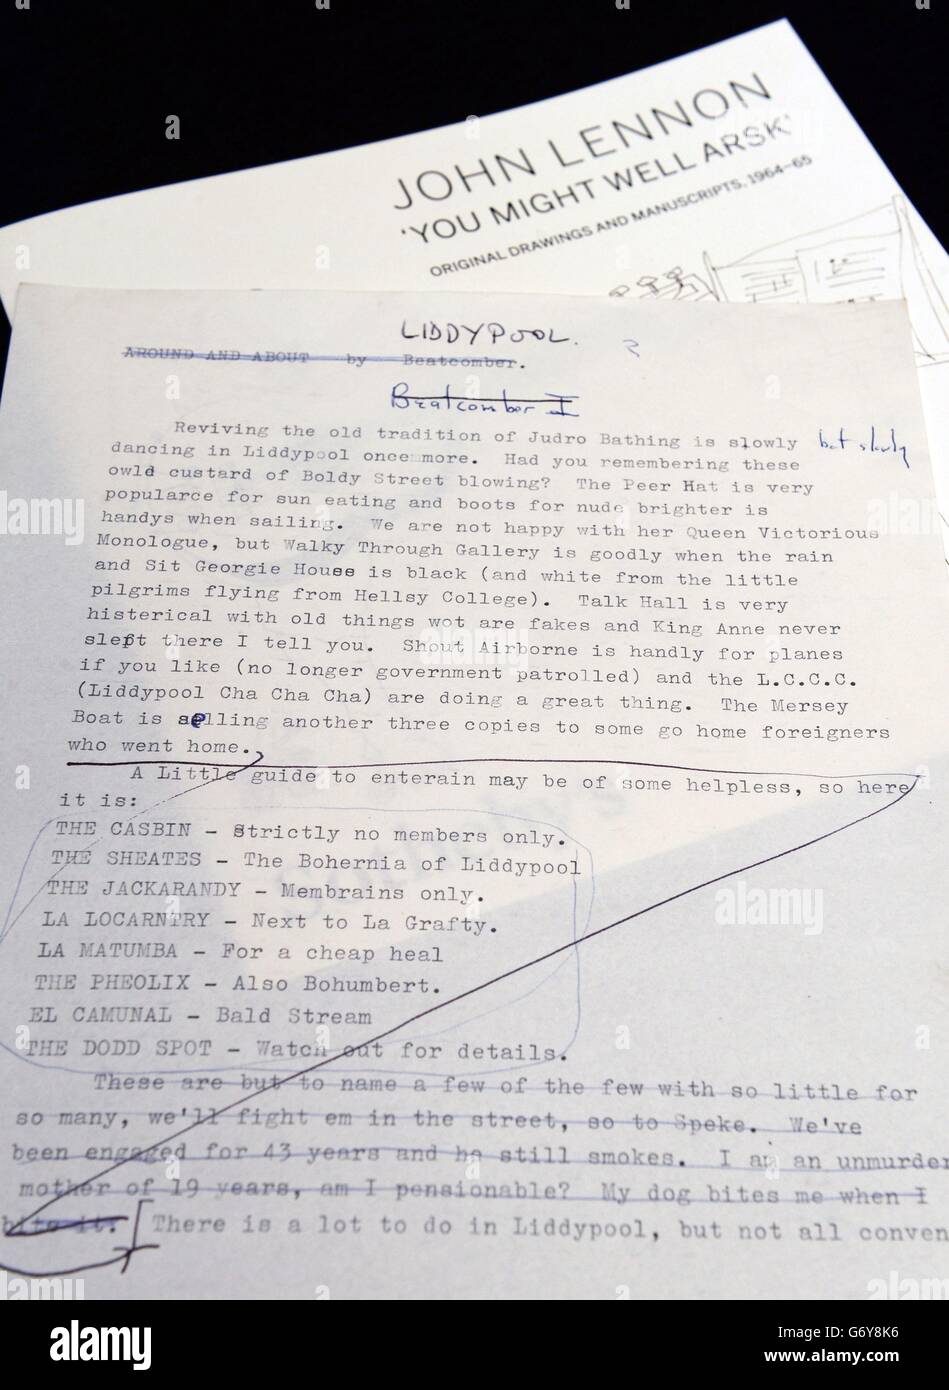 JOHN LENNON
'YOU MIGHT WELL ARSK'
ORIGINAL DRAWINGS AND MANUSCRIPTS, 1964-65
LIDDYPOOL.
AROUND AND ABOUT by Beatcomber.
Beatcomber I
Reviving the old tradition of Judro Bathing is slowly but slowly
dancing in Liddypool once more. Had you remembering these
owld custard of Boldy Street blowing? The Peer Hat is very
popularce for sun eating and boots for nude brighter is
handys when sailing. We are not happy with her Queen Victorious
Monologue, but Walky Through Gallery is goodly when the rain
and Sit Georgie House is black (and white from the little
pilgrims flying from Hellsy College). Talk Hall is very
histerical with old things wot are fakes and King Anne never
slept there I tell you. Shout Airborne is handly for planes
if you like (no longer government patrolled) and the L.C.C.C.
(Liddypool Cha Cha Cha) are doing a great thing. The Mersey
Boat is selling another three copies to some go home foreigners
who went home.
A Little guide to enterain may be of some helpless, so here
it is:
THE CASBIN - Strictly no members only.
THE SHEATES - The Bohernia of Liddypool
THE JACKARANDY - Membrains only.
LA LOCARNTRY - Next to La Grafty.
LA MATUMBA - For a cheap heal
THE PHEOLIX - Also Bohumbert.
EL CAMUNAL - Bald Stream
THE DODD SPOT - Watch out for details.
These are but to name a few of the few with so little for
so many, we'll fight em in the street, so to Speke. We've
been engaged for 43 years and he still smokes. I am an unmurder
mother of 19 years, am I pensionable? My dog bites me when I
bite it. There is a lot to do in Liddypool, but not all conven
alamy
Image ID: G6Y8K6
www.alamy.com